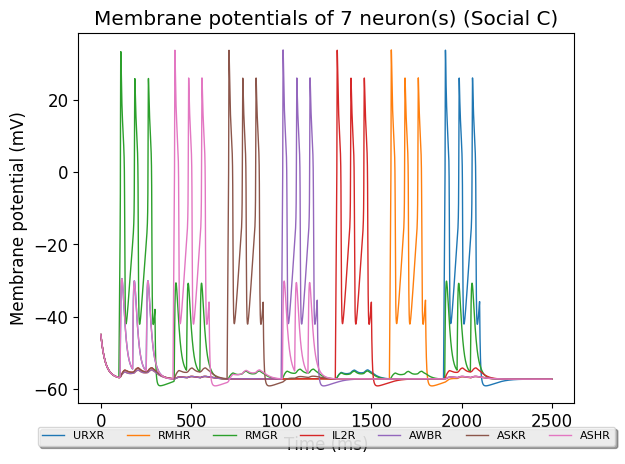 Membrane potentials of 7 neuron(s) (Social C)
Membrane potential (mV)
20
0
−20
−40
−60
0
500
1000
1500
2000
2500
Time (ms)
URXR
RMHR
RMGR
IL2R
AWBR
ASKR
ASHR